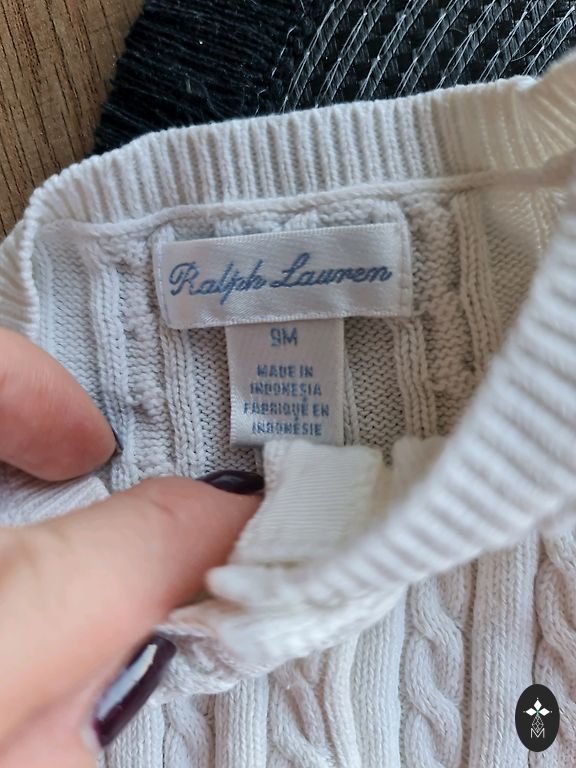 Ralph Lauren
9M
MADE IN
INDONESIA
FABRIQUÉ EN
INDONÉSIE